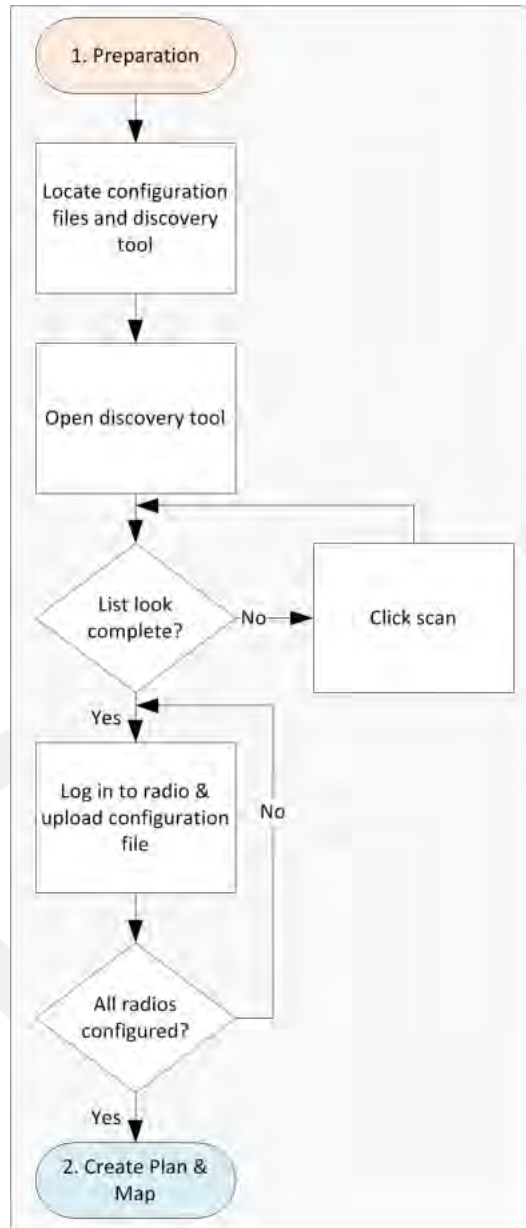 1. Preparation
Locate configuration
files and discovery
tool
Open discovery tool
List look
complete?
No
Click scan
Yes
Log in to radio &
upload configuration
file
No
All radios
configured?
Yes
2. Create Plan &
Map